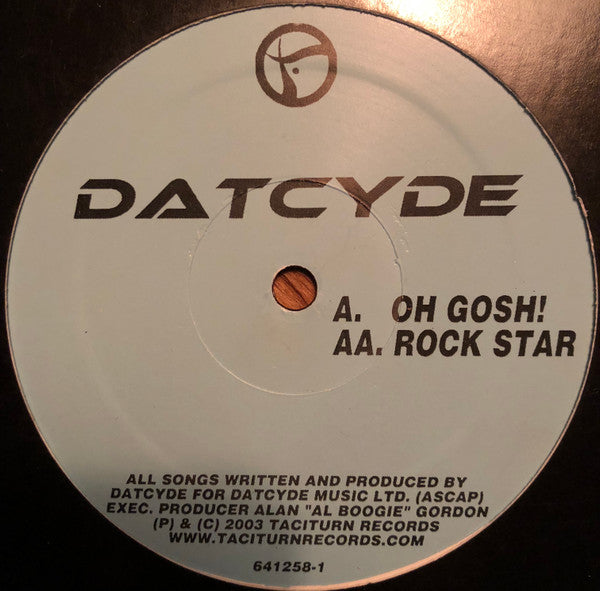 DATCYDE
A. OH GOSH!
AA. ROCK STAR
ALL SONGS WRITTEN AND PRODUCED BY
DATCYDE FOR DATCYDE MUSIC LTD. (ASCAP)
EXEC. PRODUCER ALAN "AL BOOGIE" GORDON
(P) & (C) 2003 TACITURN RECORDS
WWW.TACITURNRECORDS.COM
641258-1